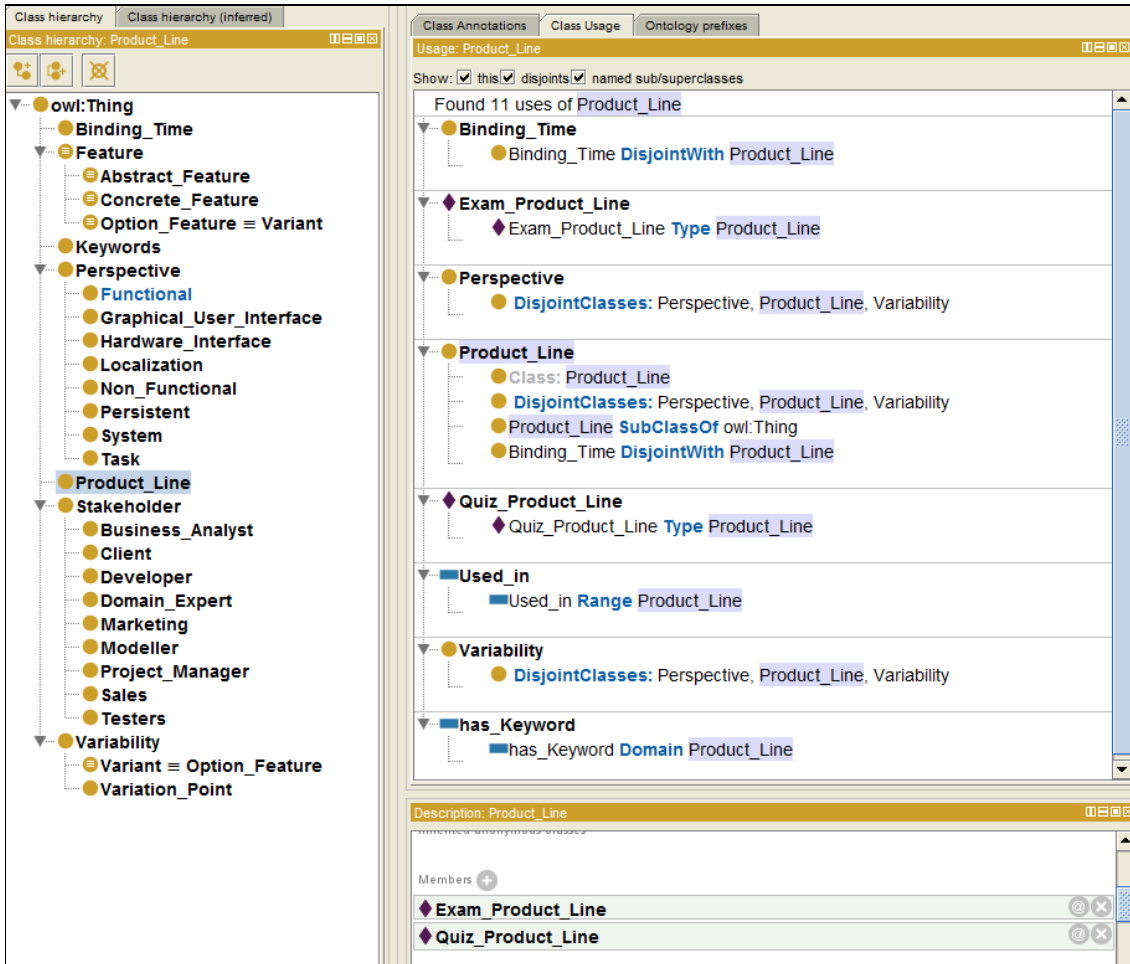 Class hierarchy
Class hierarchy (inferred)
Class hierarchy: Product_Line
owl:Thing
Binding_Time
Feature
Abstract_Feature
Concrete_Feature
Option_Feature ≡ Variant
Keywords
Perspective
Functional
Graphical_User_Interface
Hardware_Interface
Localization
Non_Functional
Persistent
System
Task
Product_Line
Stakeholder
Business_Analyst
Client
Developer
Domain_Expert
Marketing
Modeller
Project_Manager
Sales
Testers
Variability
Variant ≡ Option_Feature
Variation_Point
Class Annotations
Class Usage
Ontology prefixes
Usage: Product_Line
Show: this disjoints named sub/superclasses
Found 11 uses of Product_Line
Binding_Time
Binding_Time DisjointWith Product_Line
Exam_Product_Line
Exam_Product_Line Type Product_Line
Perspective
DisjointClasses: Perspective, Product_Line, Variability
Product_Line
Class: Product_Line
DisjointClasses: Perspective, Product_Line, Variability
Product_Line SubClassOf owl:Thing
Binding_Time DisjointWith Product_Line
Quiz_Product_Line
Quiz_Product_Line Type Product_Line
Used_in
Used_in Range Product_Line
Variability
DisjointClasses: Perspective, Product_Line, Variability
has_Keyword
has_Keyword Domain Product_Line
Description: Product_Line
Inherited anonymous classes
Members
Exam_Product_Line
@
Quiz_Product_Line
@